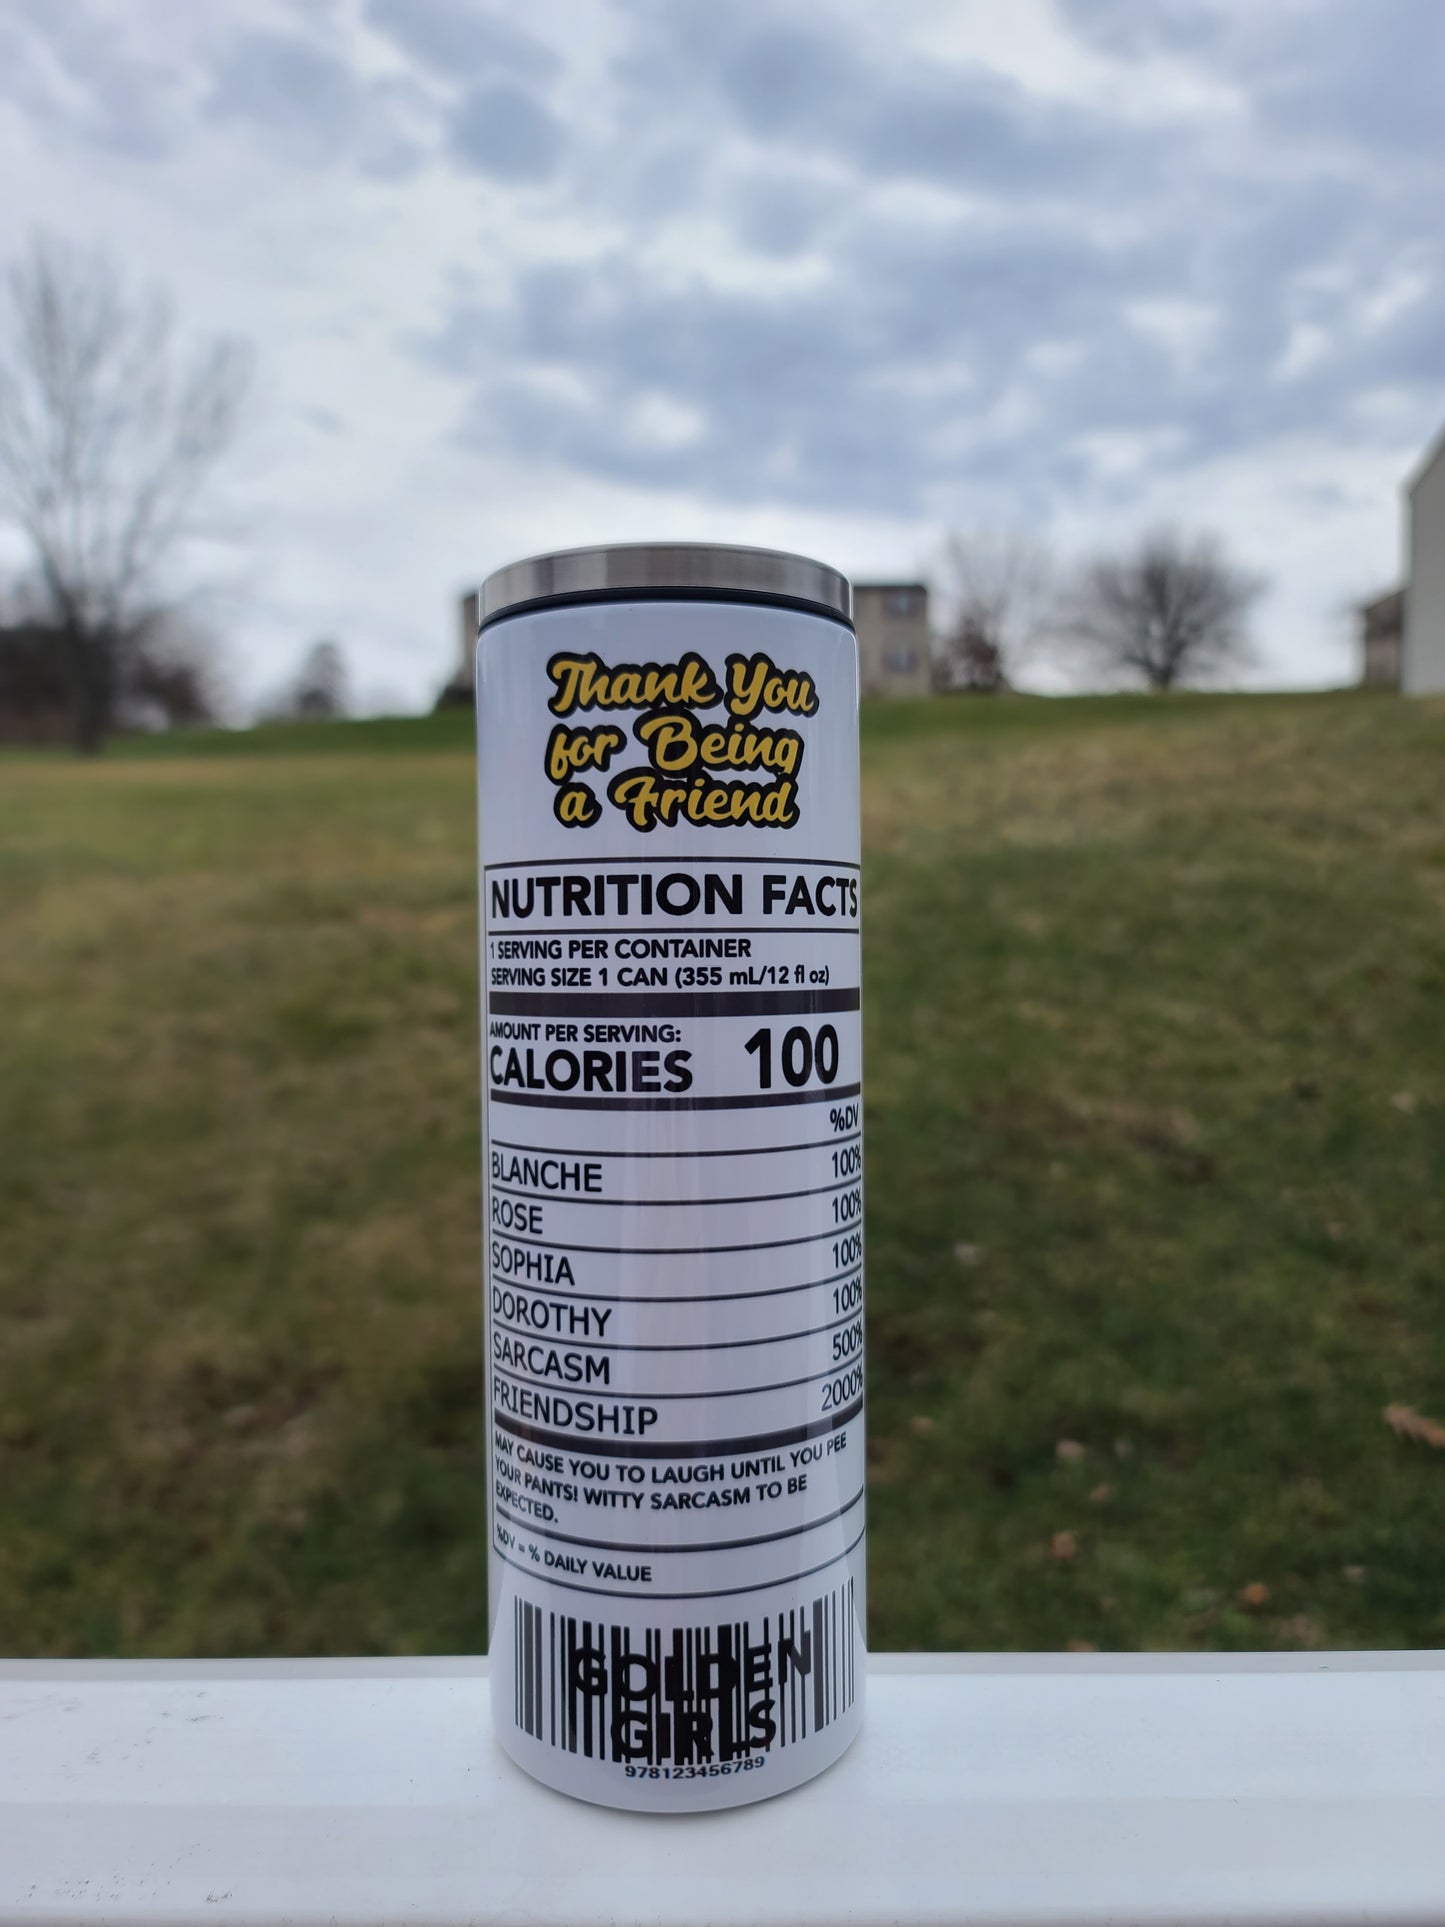 Thank You
for Being
a Friend
NUTRITION FACTS
1 SERVING PER CONTAINER
SERVING SIZE 1 CAN (355 mL/12 fl oz)
AMOUNT PER SERVING:
CALORIES 100
%DV
BLANCHE 100%
ROSE 100%
SOPHIA 100%
DOROTHY 100%
SARCASM 500%
FRIENDSHIP 2000%
MAY CAUSE YOU TO LAUGH UNTIL YOU PEE
YOUR PANTS! WITTY SARCASM TO BE
EXPECTED.
%DV = % DAILY VALUE
GOLDEN
GIRLS
978123456789